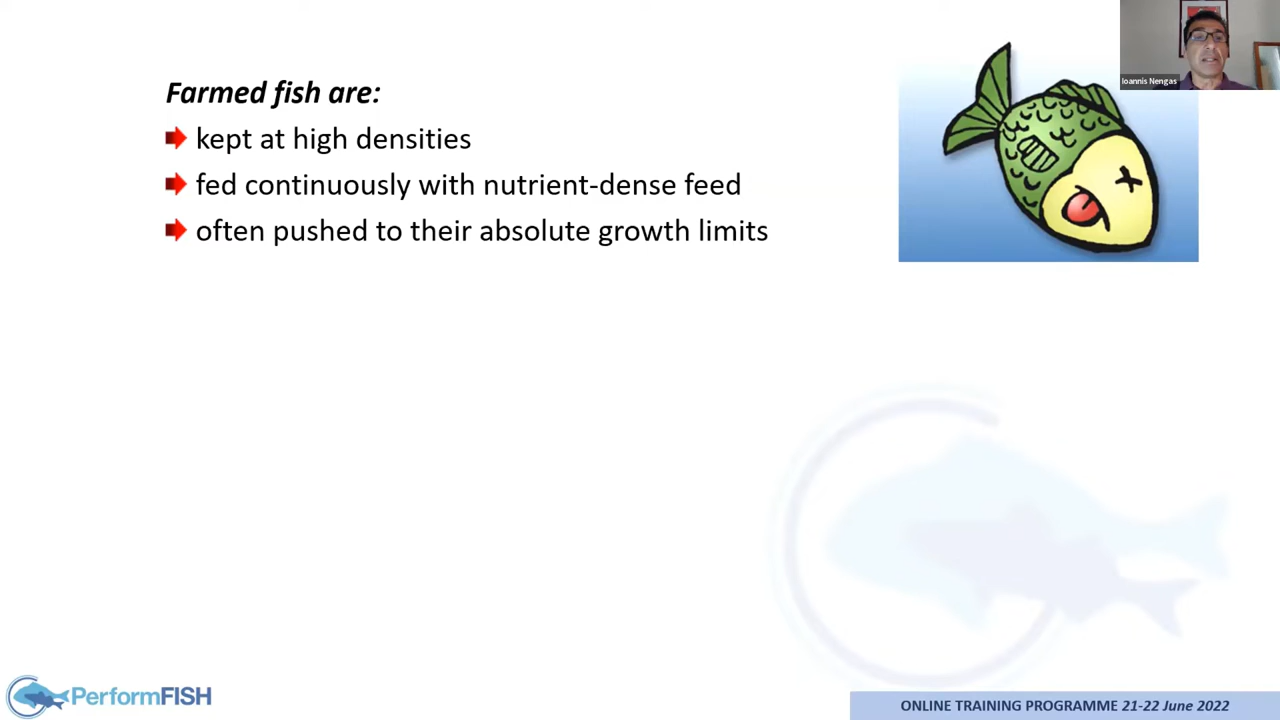 Ioannis Nengas
Farmed fish are:
kept at high densities
fed continuously with nutrient-dense feed
often pushed to their absolute growth limits
PerformFISH
ONLINE TRAINING PROGRAMME 21-22 June 2022